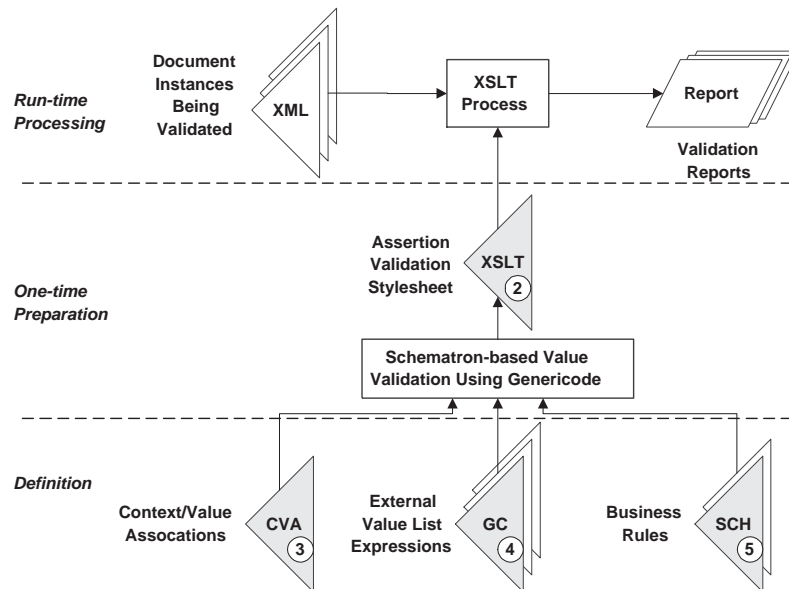 Document
Instances
Being
Validated
XML
XSLT
Process
Report
Validation
Reports
Run-time
Processing
Assertion
Validation
Stylesheet
XSLT
2
One-time
Preparation
Schematron-based Value
Validation Using Genericode
Definition
Context/Value
Assocations
CVA
3
External
Value List
Expressions
GC
4
Business
Rules
SCH
5